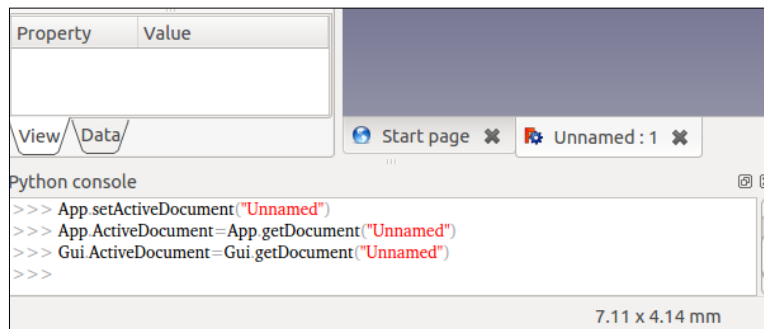 Property Value
View Data
Start page Unnamed : 1
Python console
>>> App.setActiveDocument("Unnamed")
>>> App.ActiveDocument=App.getDocument("Unnamed")
>>> Gui.ActiveDocument=Gui.getDocument("Unnamed")
>>>
7.11 x 4.14 mm